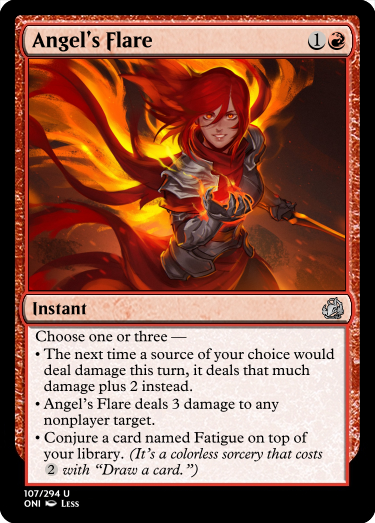 Angel's Flare 1
Instant
Choose one or three —
• The next time a source of your choice would
deal damage this turn, it deals that much
damage plus 2 instead.
• Angel's Flare deals 3 damage to any
nonplayer target.
• Conjure a card named Fatigue on top of
your library. (It's a colorless sorcery that costs
2 with “Draw a card.”)
107/294 U
ONI Less